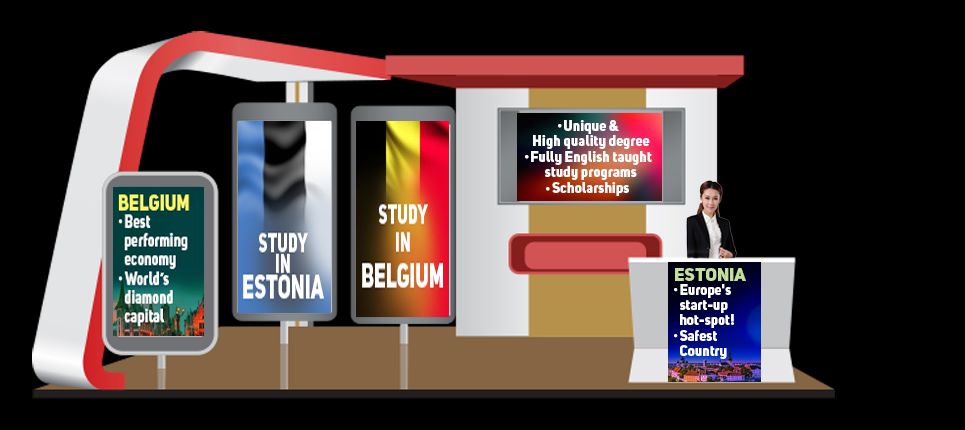 BELGIUM
• Best
performing
economy
• World's
diamond
capital
STUDY
IN
ESTONIA
STUDY
IN
BELGIUM
• Unique &
High quality degree
• Fully English taught
study programs
• Scholarships
ESTONIA
• Europe's
start-up
hot-spot!
• Safest
Country